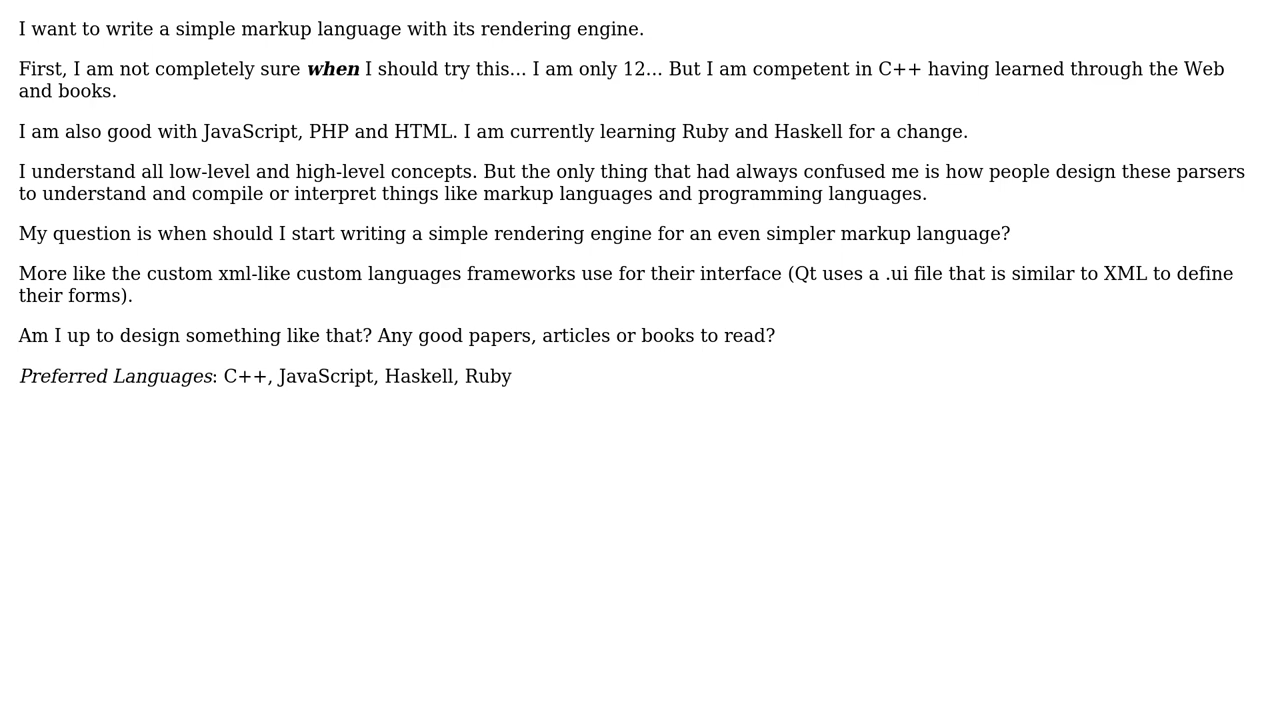 I want to write a simple markup language with its rendering engine.
First, I am not completely sure when I should try this... I am only 12... But I am competent in C++ having learned through the Web
and books.
I am also good with JavaScript, PHP and HTML. I am currently learning Ruby and Haskell for a change.
I understand all low-level and high-level concepts. But the only thing that had always confused me is how people design these parsers
to understand and compile or interpret things like markup languages and programming languages.
My question is when should I start writing a simple rendering engine for an even simpler markup language?
More like the custom xml-like custom languages frameworks use for their interface (Qt uses a .ui file that is similar to XML to define
their forms).
Am I up to design something like that? Any good papers, articles or books to read?
Preferred Languages: C++, JavaScript, Haskell, Ruby